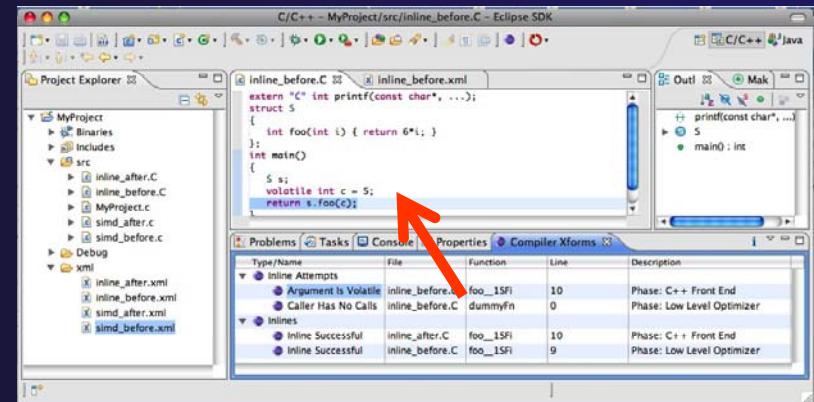 C/C++ - MyProject/src/inline_before.C - Eclipse SDK
C/C++ Java
Project Explorer
MyProject
Binaries
Includes
src
inline_after.C
inline_before.C
MyProject.c
simd_after.c
simd_before.c
Debug
xml
inline_after.xml
inline_before.xml
simd_after.xml
simd_before.xml
inline_before.C inline_before.xml
extern "C" int printf(const char*, ...);
struct S
{
int foo(int i) { return 6*i; }
};
int main()
{
S s;
volatile int c = 5;
return s.foo(c);
}
Outl Mak
printf(const char*, ...)
S
main() : int
Problems Tasks Console Properties Compiler Xforms
Type/Name File Function Line Description
Inline Attempts
Argument Is Volatile inline_before. foo__1SFi 10 Phase: C++ Front End
Caller Has No Calls inline_before.C dummyFn 0 Phase: Low Level Optimizer
Inlines
Inline Successful inline_after.C foo__1SFi 10 Phase: C++ Front End
Inline Successful inline_before.C foo__1SFi 9 Phase: Low Level Optimizer